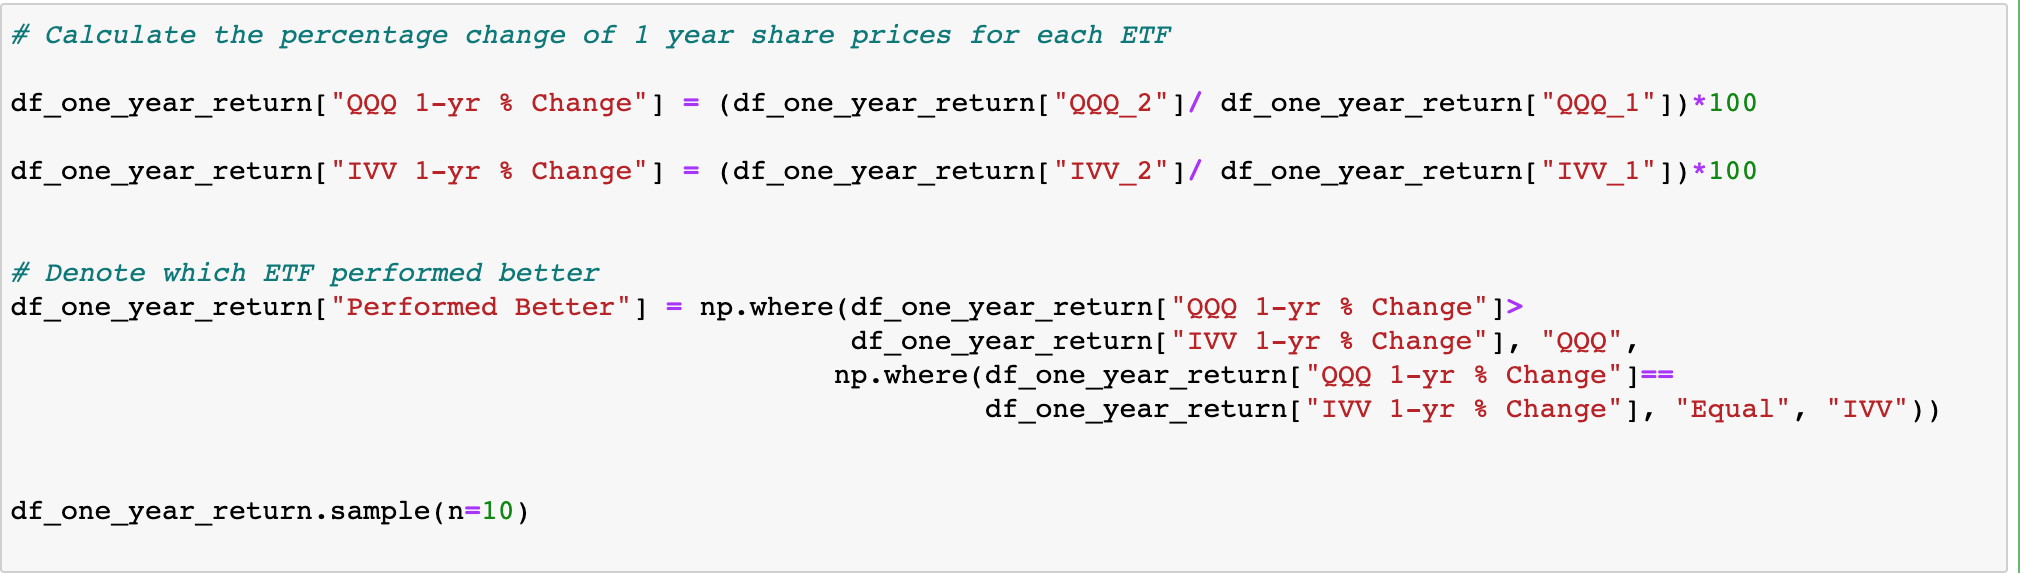 # Calculate the percentage change of 1 year share prices for each ETF
df_one_year_return["QQQ 1-yr % Change"] = (df_one_year_return["QQQ_2"]/ df_one_year_return["QQQ_1"])*100
df_one_year_return["IVV 1-yr % Change"] = (df_one_year_return["IVV_2"]/ df_one_year_return["IVV_1"])*100
# Denote which ETF performed better
df_one_year_return["Performed Better"] = np.where(df_one_year_return["QQQ 1-yr % Change"]>
df_one_year_return["IVV 1-yr % Change"], "QQQ",
np.where(df_one_year_return["QQQ 1-yr % Change"]==
df_one_year_return["IVV 1-yr % Change"], "Equal", "IVV"))
df_one_year_return.sample(n=10)